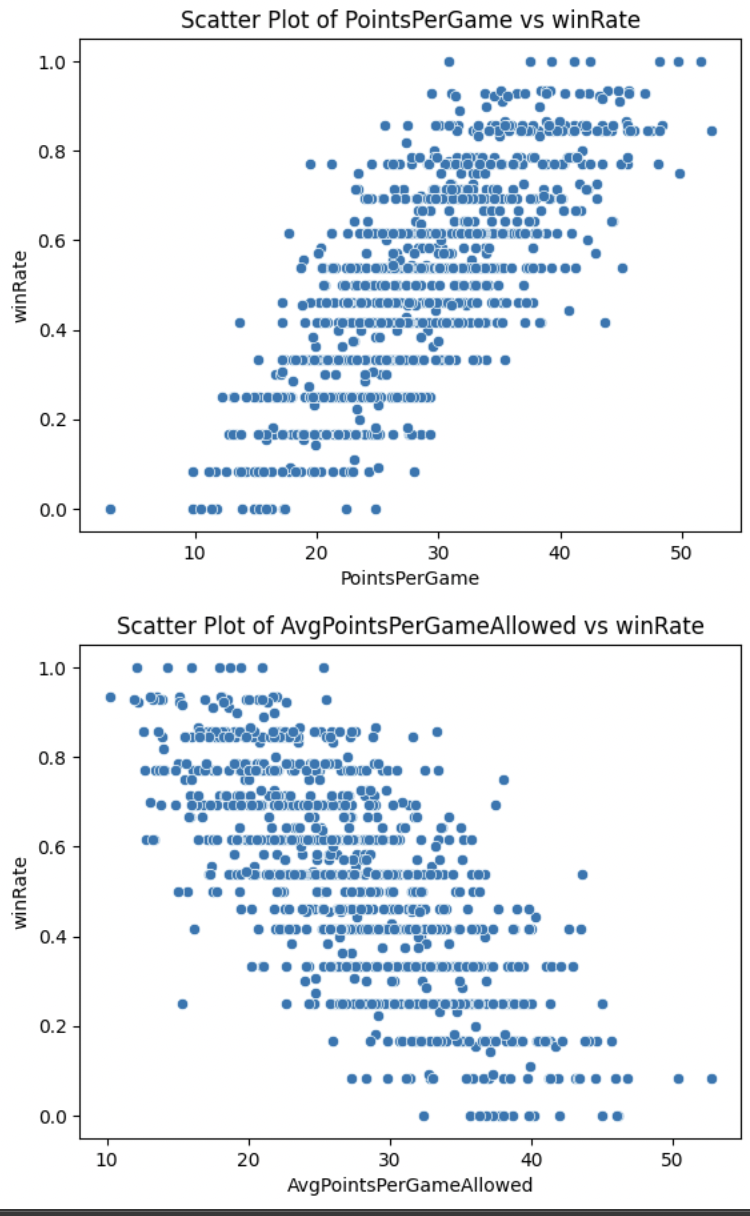 Scatter Plot of PointsPerGame vs winRate
1.0
0.8
0.6
0.4
0.2
0.0
winRate
10 20 30 40 50
PointsPerGame
Scatter Plot of AvgPointsPerGameAllowed vs winRate
1.0
0.8
0.6
0.4
0.2
0.0
winRate
10 20 30 40 50
AvgPointsPerGameAllowed